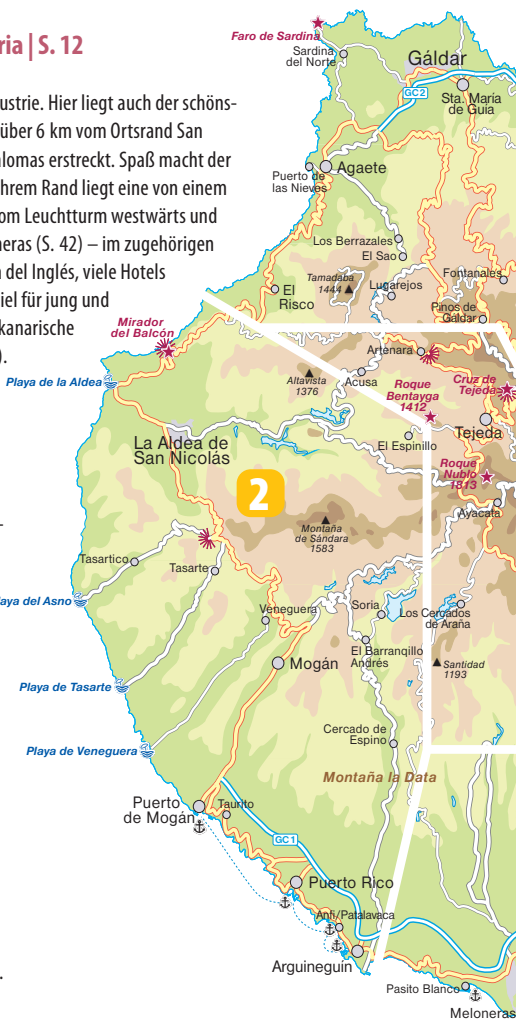 ria | S. 12
ustrie. Hier liegt auch der schöns-
über 6 km vom Ortsrand San
alomas erstreckt. Spaß macht der
hrem Rand liegt eine von einem
om Leuchtturm westwärts und
neras (S. 42) – im zugehörigen
del Inglés, viele Hotels
iel für jung und
kanarische
).
-
.
Faro de Sardina
Sardina
del Norte
Gáldar
GC2
Sta. Maria
de Guia
Agaete
Puerto de
las Nieves
Los Berrazales
El Sao
Fontanales
Tamadaba
1444
Lugarejos
El
Risco
Pinos de
Gáldar
Mirador
del Balcón
Artenara
Playa de la Aldea
Altavista
1376
Acusa
Roque
Bentayga
1412
Cruz de
Tejeda
Tejeda
La Aldea de
San Nicolás
El Espinillo
Roque
Nublo
1813
2
Ayacata
Montaña
de Sándara
1583
Tasartico
Tasarte
aya del Asno
Veneguera
Soria
Los Cercados
de Araña
El Barranquillo
Andrés
Mogán
Santidad
1193
Playa de Tasarte
Cercado de
Espino
Playa de Veneguera
Montaña la Data
Puerto
de Mogán
Taurito
GC1
Puerto Rico
Anfi/Patalavaca
Arguineguín
Pasito Blanco
Meloneras